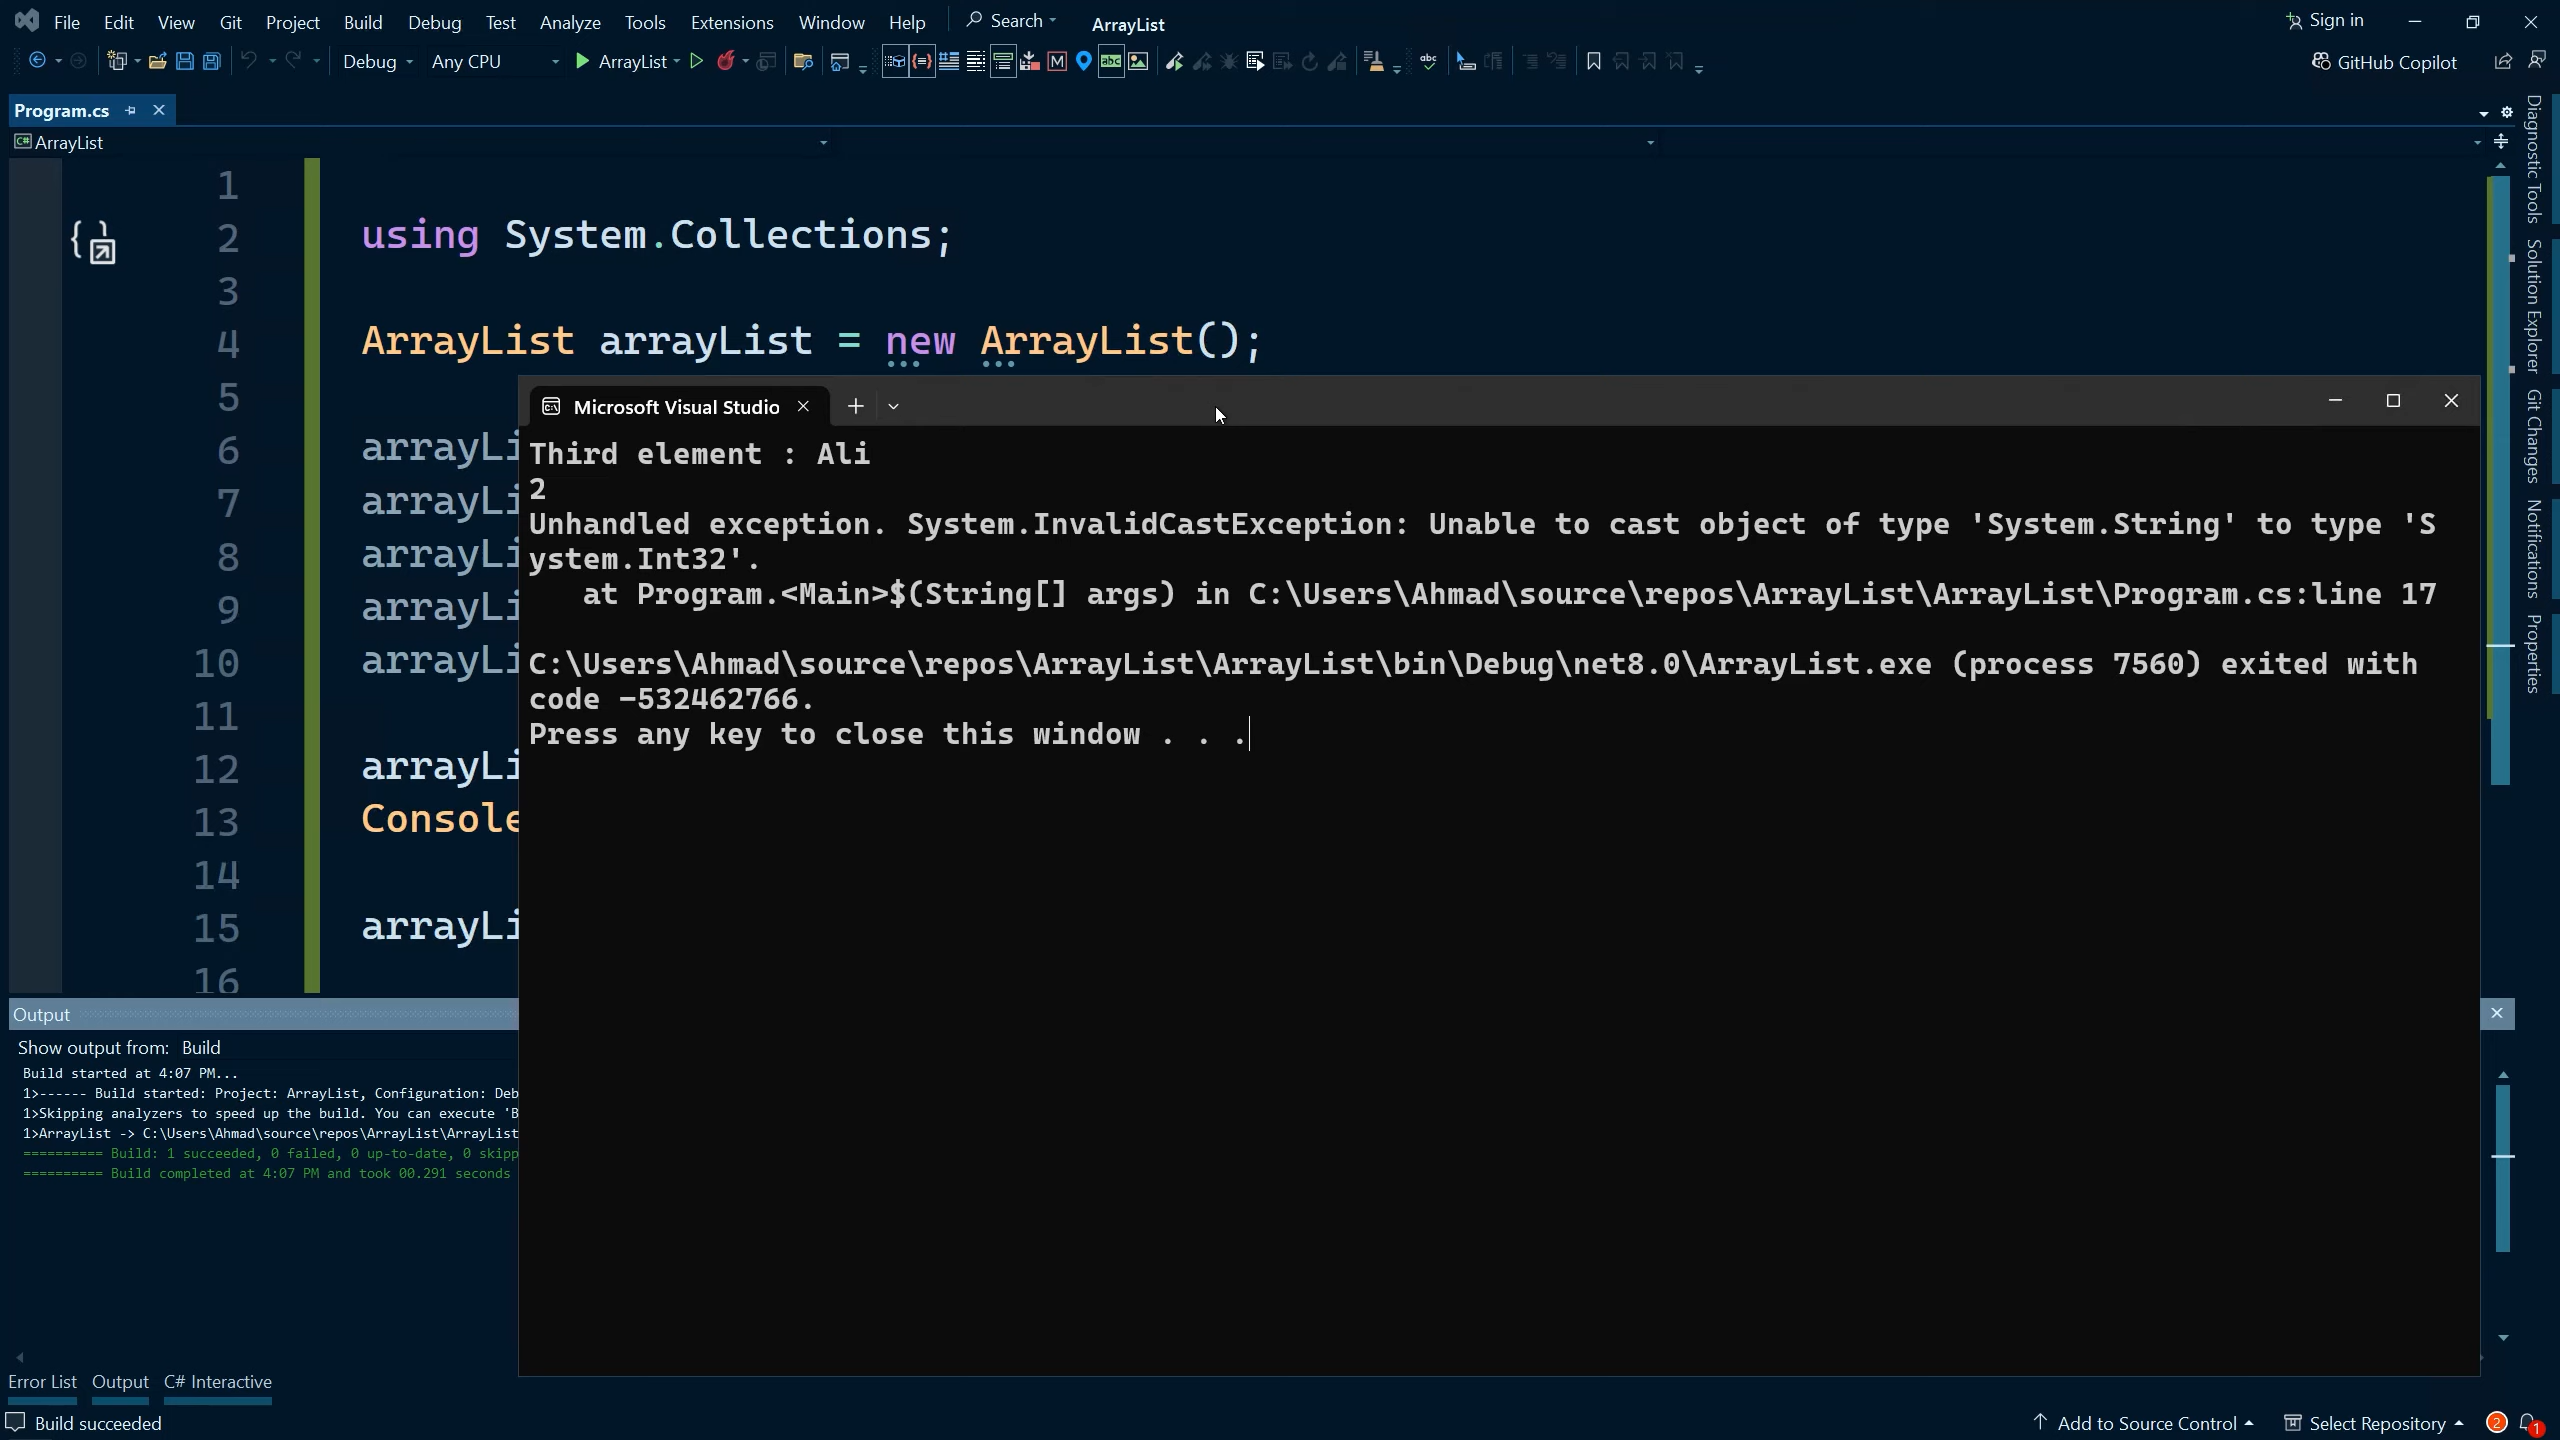 File Edit View Git Project Build Debug Test Analyze Tools Extensions Window Help Search ArrayList Sign in
Debug Any CPU ArrayList GitHub Copilot
Program.cs
ArrayList
1
2 using System.Collections;
3
4 ArrayList arrayList = new ArrayList();
5
6 arrayLi
7 arrayLi
8 arrayLi
9 arrayLi
10 arrayLi
11
12 arrayLi
13 Console
14
15 arrayLi
16
Microsoft Visual Studio
Third element : Ali
2
Unhandled exception. System.InvalidCastException: Unable to cast object of type 'System.String' to type 'S
ystem.Int32'.
at Program.<Main>$(String[] args) in C:\Users\Ahmad\source\repos\ArrayList\ArrayList\Program.cs:line 17
C:\Users\Ahmad\source\repos\ArrayList\ArrayList\bin\Debug\net8.0\ArrayList.exe (process 7560) exited with
code -532462766.
Press any key to close this window . . .
Diagnostic Tools
Solution Explorer
Git Changes
Notifications
Properties
Output
Show output from: Build
Build started at 4:07 PM...
1>------ Build started: Project: ArrayList, Configuration: Deb
1>Skipping analyzers to speed up the build. You can execute 'B
1>ArrayList -> C:\Users\Ahmad\source\repos\ArrayList\ArrayList
========== Build: 1 succeeded, 0 failed, 0 up-to-date, 0 skipp
========== Build completed at 4:07 PM and took 00.291 seconds
Error List Output C# Interactive
Build succeeded Add to Source Control Select Repository 2 1